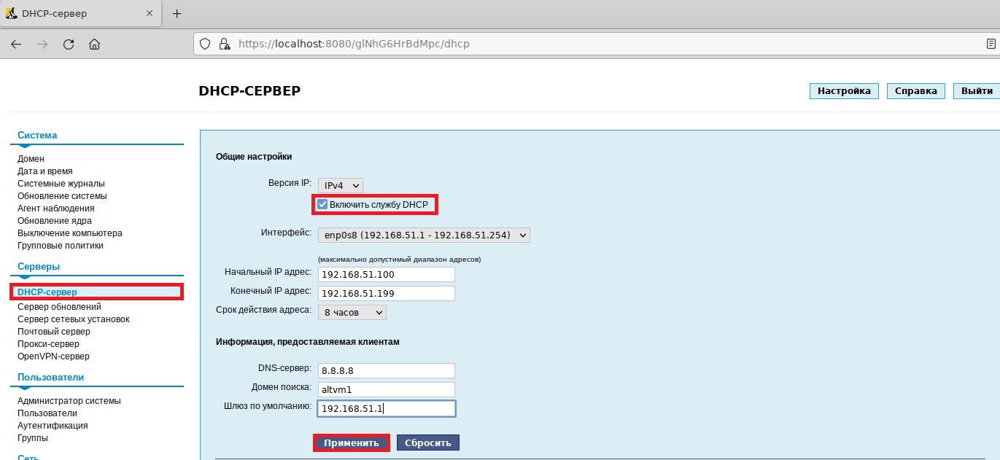 DHCP-сервер
https://localhost:8080/glNhG6HrBdMpc/dhcp
DHCP-СЕРВЕР
Настройка Справка Выйти
Система
Домен
Дата и время
Системные журналы
Обновление системы
Агент наблюдения
Обновление ядра
Выключение компьютера
Групповые политики
Серверы
DHCP-сервер
Сервер обновлений
Сервер сетевых установок
Почтовый сервер
Прокси-сервер
OpenVPN-сервер
Пользователи
Администратор системы
Пользователи
Аутентификация
Группы
Сеть
Общие настройки
Версия IP: IPv4
Включить службу DHCP
Интерфейс: enp0s8 (192.168.51.1 - 192.168.51.254)
(максимально допустимый диапазон адресов)
Начальный IP адрес: 192.168.51.100
Конечный IP адрес: 192.168.51.199
Срок действия адреса: 8 часов
Информация, предоставляемая клиентам
DNS-сервер: 8.8.8.8
Домен поиска: altvm1
Шлюз по умолчанию: 192.168.51.1
Применить Сбросить